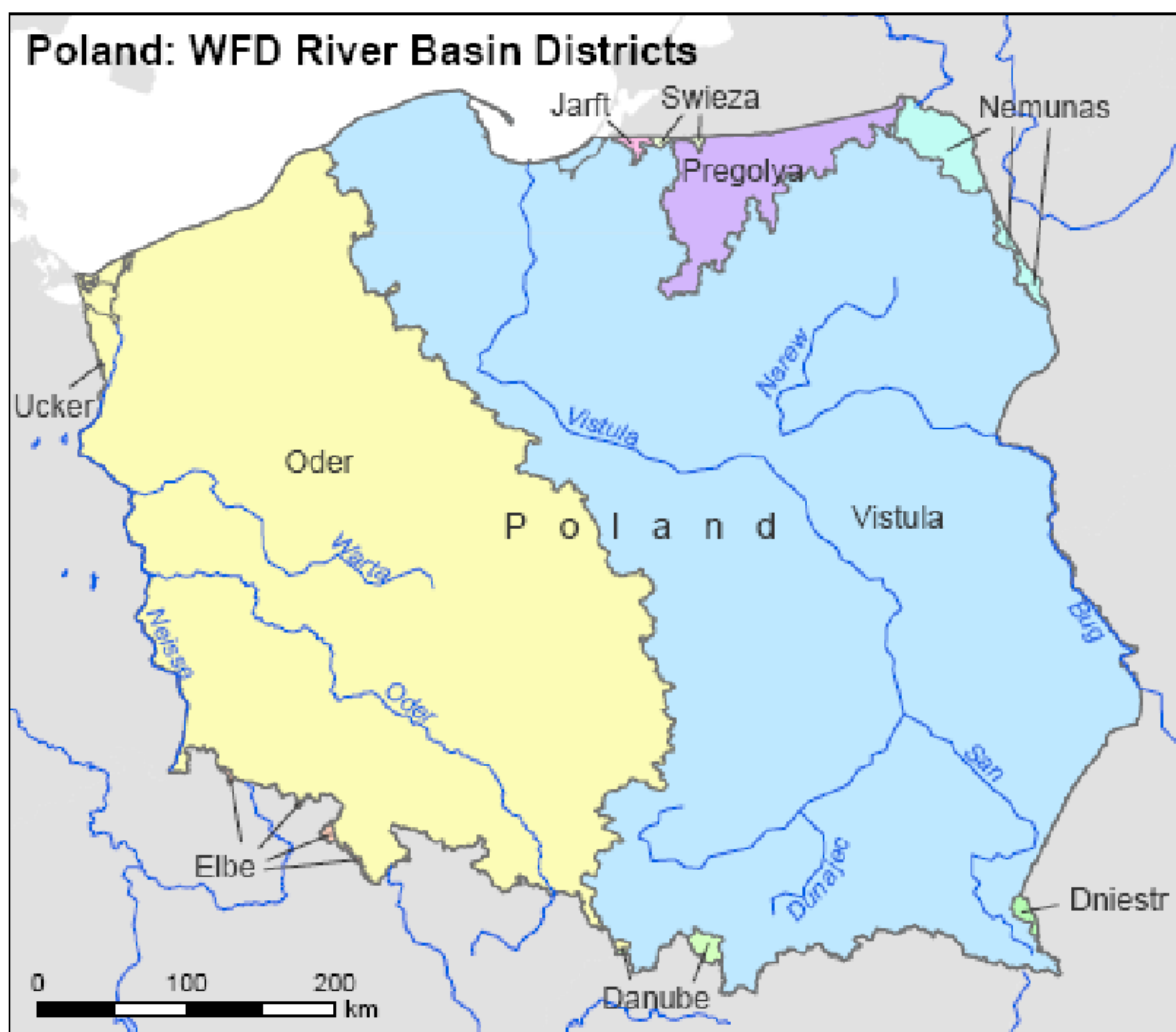 Poland: WFD River Basin Districts
Jarft
Swieza
Nemunas
Pregolya
Narew
Ucker
Vistula
Oder
Poland
Vistula
Warta
Bug
Neisse
Oder
San
Elbe
Dunajec
Dniestr
Danube
0 100 200
km